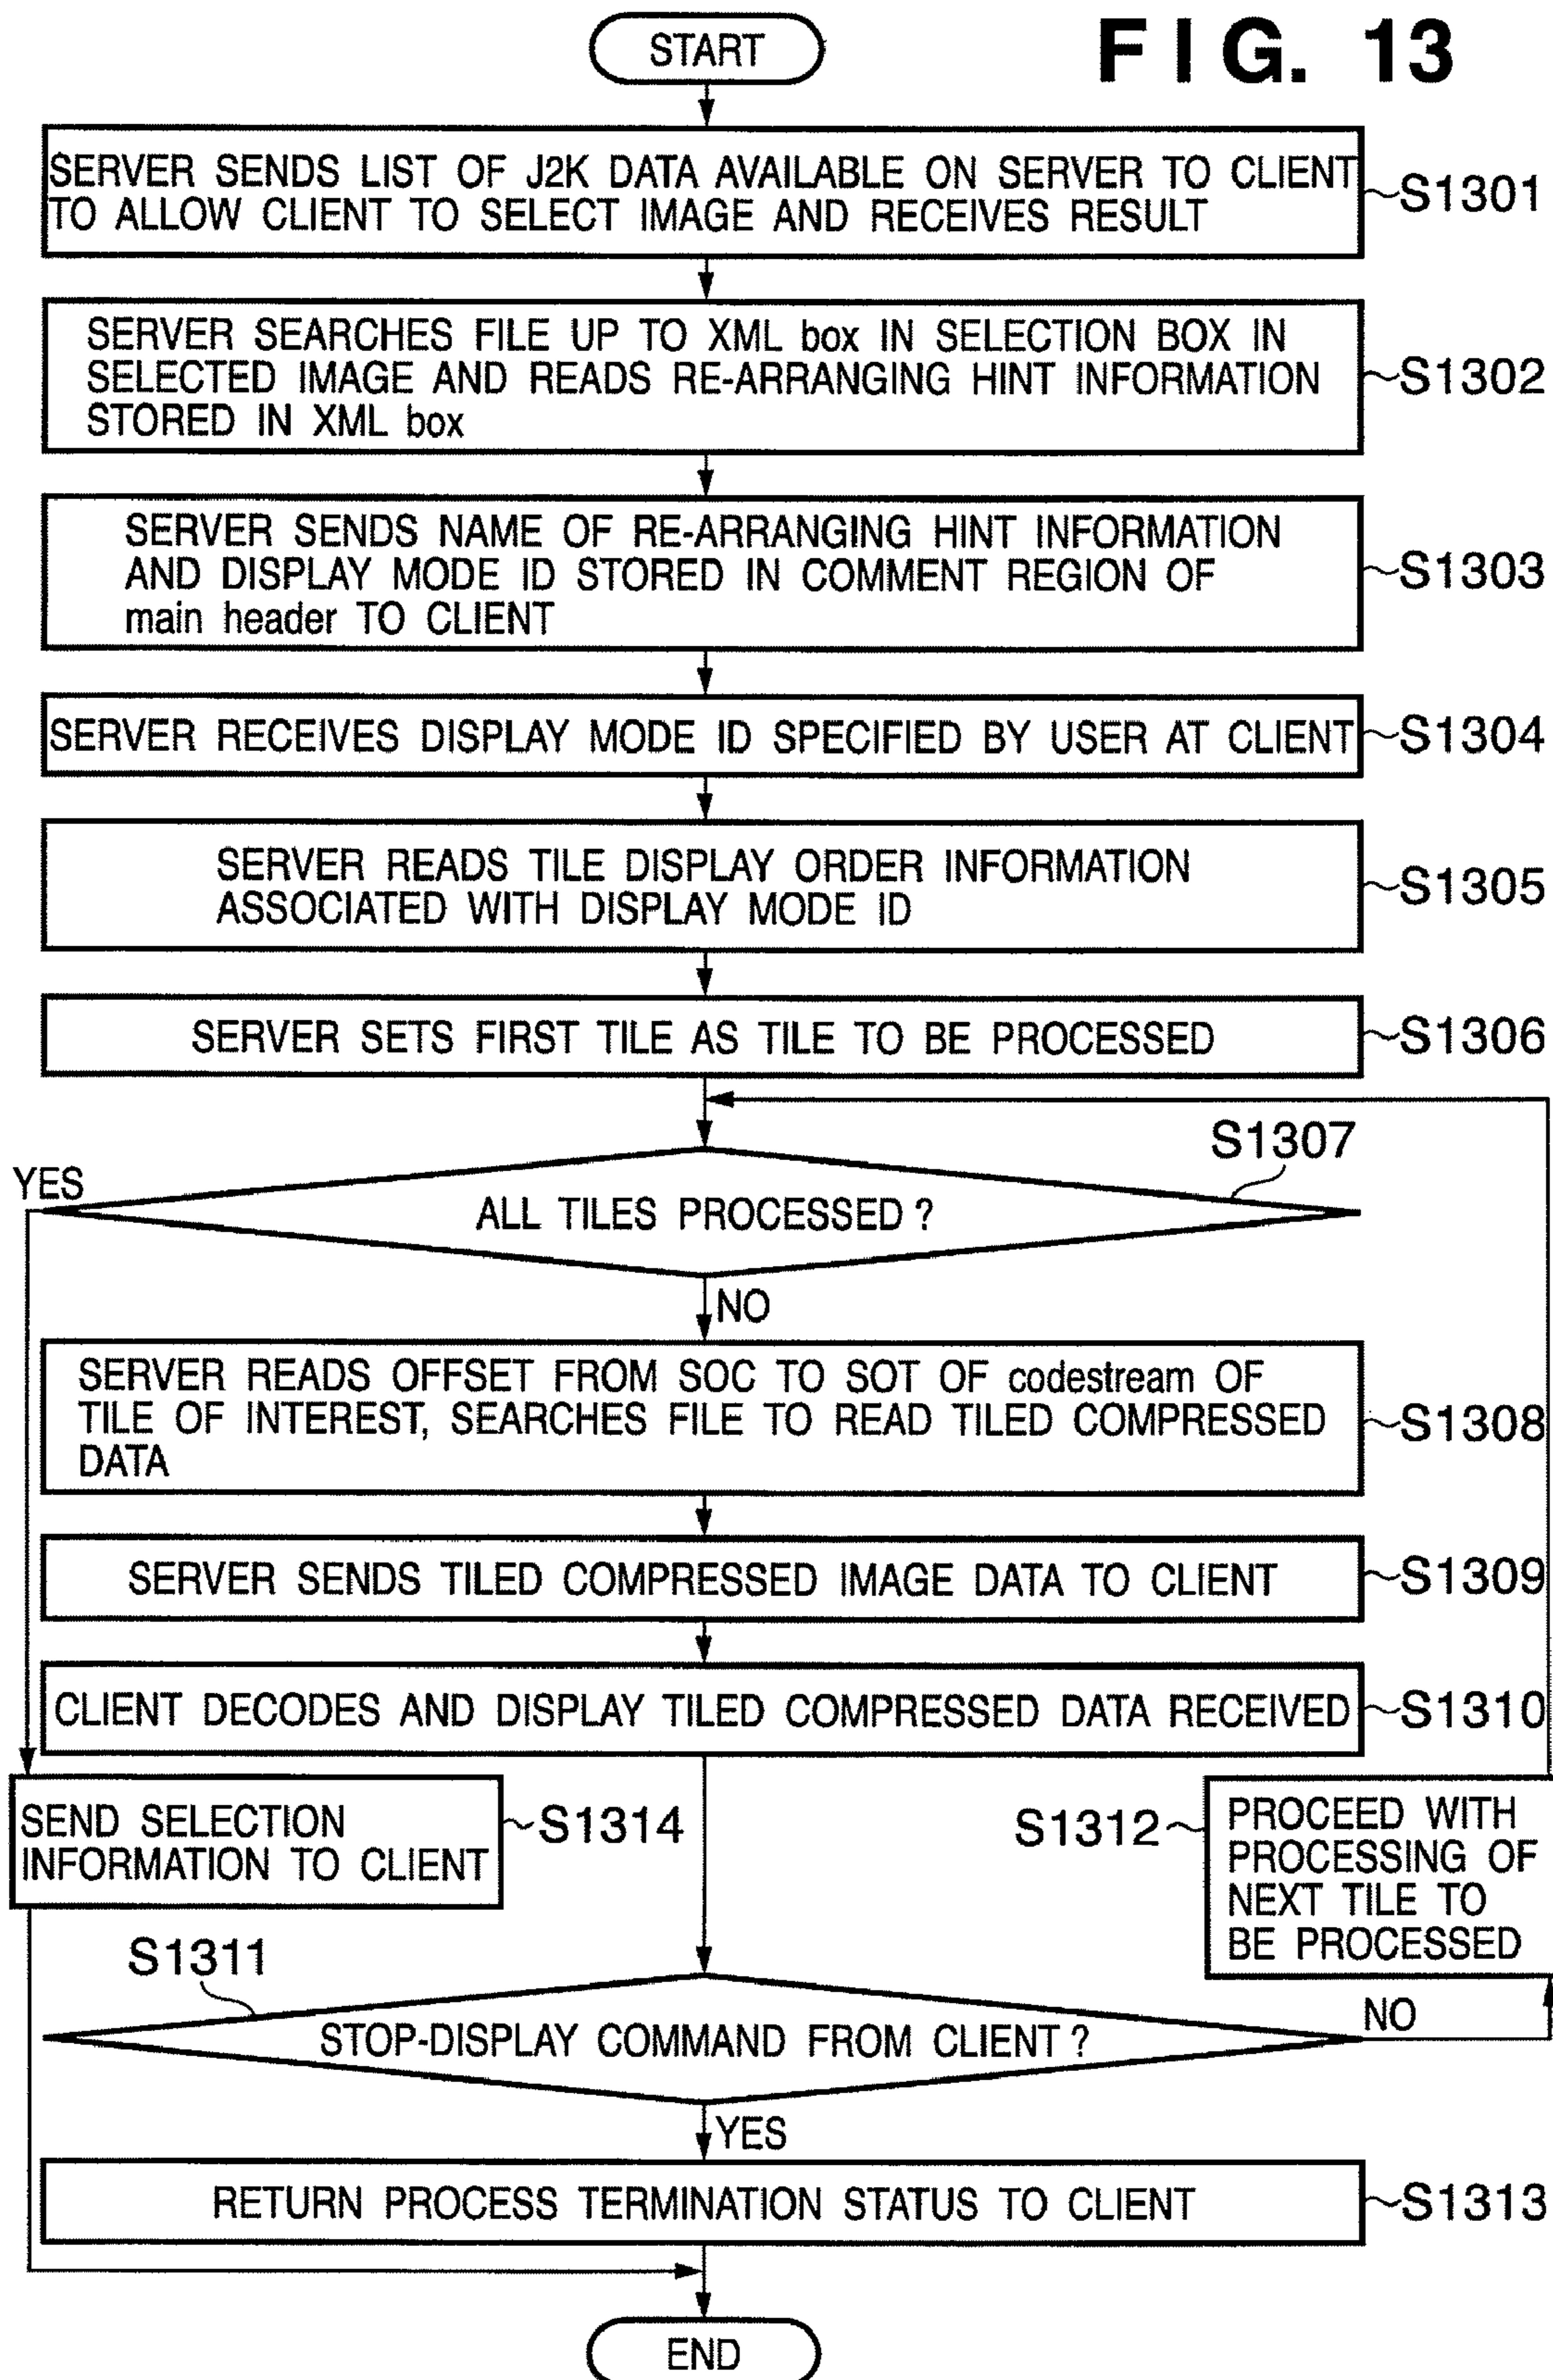 START
F I G. 13
SERVER SENDS LIST OF J2K DATA AVAILABLE ON SERVER TO CLIENT
TO ALLOW CLIENT TO SELECT IMAGE AND RECEIVES RESULT
S1301
SERVER SEARCHES FILE UP TO XML box IN SELECTION BOX IN
SELECTED IMAGE AND READS RE-ARRANGING HINT INFORMATION
STORED IN XML box
S1302
SERVER SENDS NAME OF RE-ARRANGING HINT INFORMATION
AND DISPLAY MODE ID STORED IN COMMENT REGION OF
main header TO CLIENT
S1303
SERVER RECEIVES DISPLAY MODE ID SPECIFIED BY USER AT CLIENT
S1304
SERVER READS TILE DISPLAY ORDER INFORMATION
ASSOCIATED WITH DISPLAY MODE ID
S1305
SERVER SETS FIRST TILE AS TILE TO BE PROCESSED
S1306
S1307
YES
ALL TILES PROCESSED ?
NO
SERVER READS OFFSET FROM SOC TO SOT OF codestream OF
TILE OF INTEREST, SEARCHES FILE TO READ TILED COMPRESSED
DATA
S1308
SERVER SENDS TILED COMPRESSED IMAGE DATA TO CLIENT
S1309
CLIENT DECODES AND DISPLAY TILED COMPRESSED DATA RECEIVED
S1310
SEND SELECTION
INFORMATION TO CLIENT
S1314
S1312
PROCEED WITH
PROCESSING OF
NEXT TILE TO
BE PROCESSED
S1311
STOP-DISPLAY COMMAND FROM CLIENT ?
NO
YES
RETURN PROCESS TERMINATION STATUS TO CLIENT
S1313
END